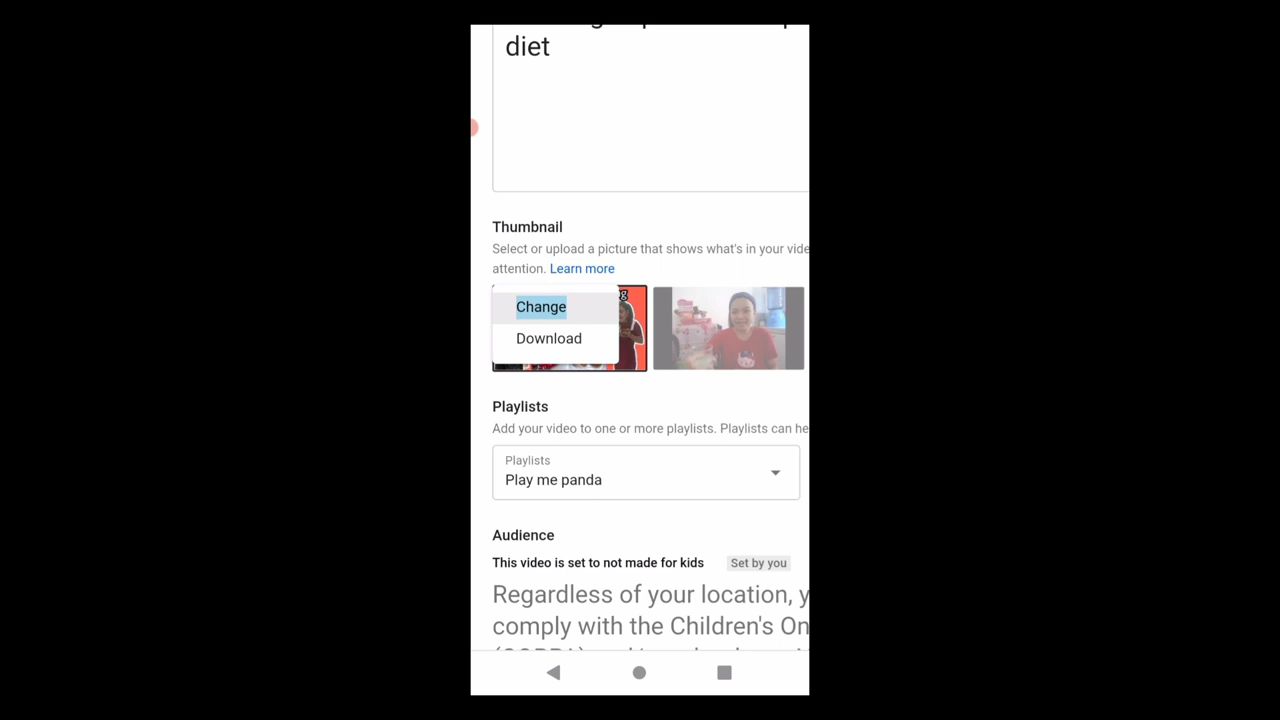 diet
Thumbnail
Select or upload a picture that shows what's in your vide
attention. Learn more
Change
Download
Playlists
Add your video to one or more playlists. Playlists can he
Playlists
Play me panda
Audience
This video is set to not made for kids Set by you
Regardless of your location, y
comply with the Children's On